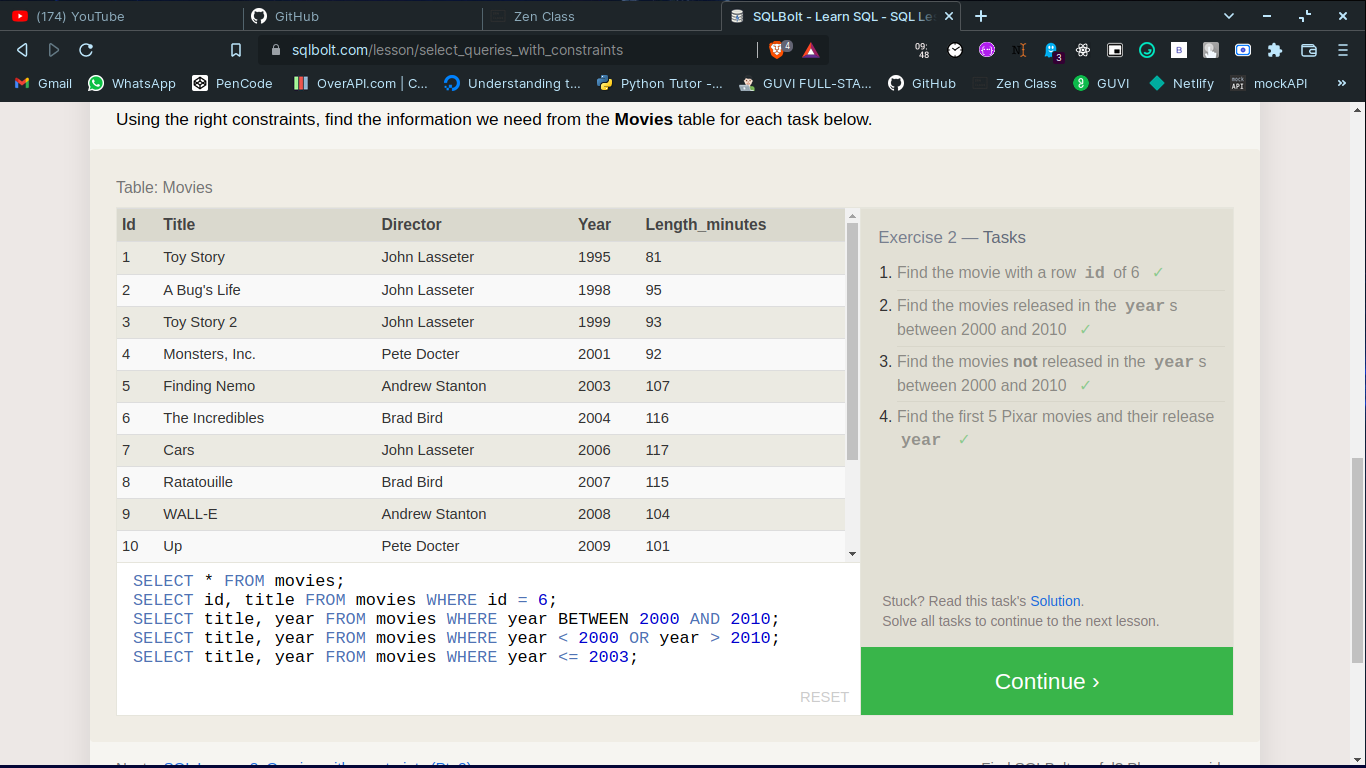 (174) YouTube
GitHub
Zen Class
SQLBolt - Learn SQL - SQL Le
sqlbolt.com/lesson/select_queries_with_constraints
4
09:
48
3
Gmail
WhatsApp
PenCode
OverAPI.com | C...
Understanding t...
Python Tutor -...
GUVI FULL-STA...
GitHub
Zen Class
GUVI
Netlify
mock
API
mockAPI
»
Using the right constraints, find the information we need from the Movies table for each task below.
Table: Movies
Id Title Director Year Length_minutes
1 Toy Story John Lasseter 1995 81
2 A Bug's Life John Lasseter 1998 95
3 Toy Story 2 John Lasseter 1999 93
4 Monsters, Inc. Pete Docter 2001 92
5 Finding Nemo Andrew Stanton 2003 107
6 The Incredibles Brad Bird 2004 116
7 Cars John Lasseter 2006 117
8 Ratatouille Brad Bird 2007 115
9 WALL-E Andrew Stanton 2008 104
10 Up Pete Docter 2009 101
SELECT * FROM movies;
SELECT id, title FROM movies WHERE id = 6;
SELECT title, year FROM movies WHERE year BETWEEN 2000 AND 2010;
SELECT title, year FROM movies WHERE year < 2000 OR year > 2010;
SELECT title, year FROM movies WHERE year <= 2003;
RESET
Exercise 2 — Tasks
1. Find the movie with a row id of 6 ✓
2. Find the movies released in the year s
between 2000 and 2010 ✓
3. Find the movies not released in the year s
between 2000 and 2010 ✓
4. Find the first 5 Pixar movies and their release
year ✓
Stuck? Read this task's Solution.
Solve all tasks to continue to the next lesson.
Continue ›